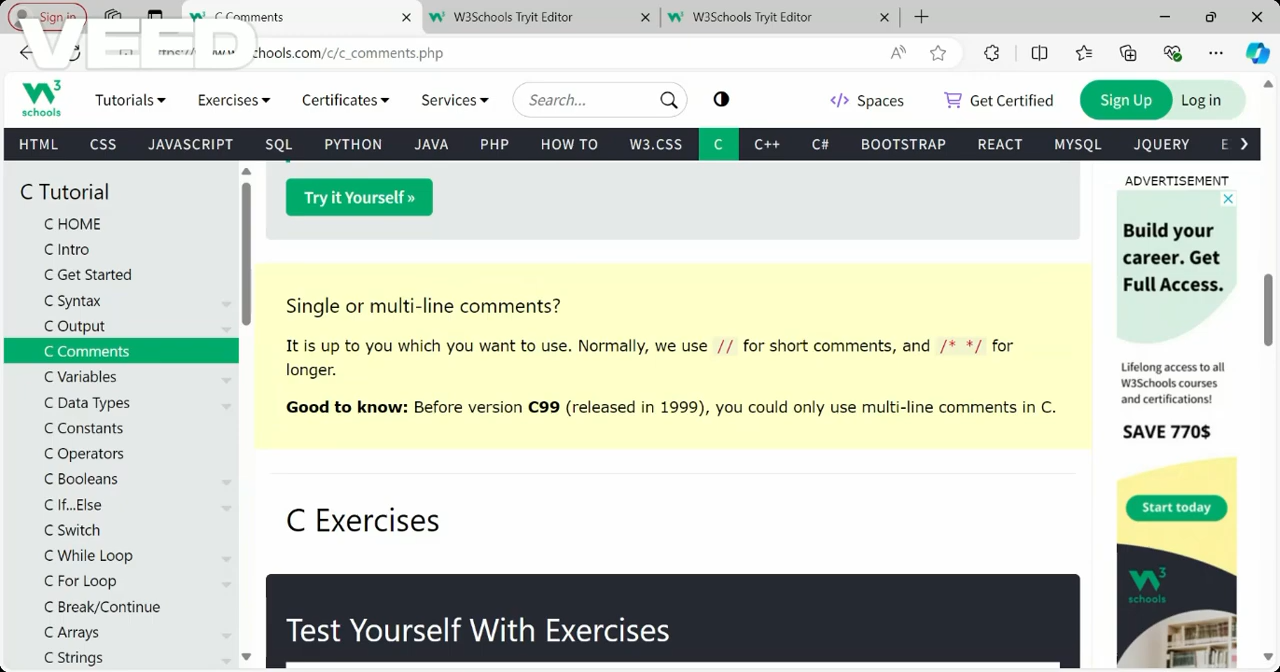 Sign in
C Comments
W3Schools Tryit Editor
W3Schools Tryit Editor
VEED
schools.com/c/c_comments.php
schools
Tutorials
Exercises
Certificates
Services
Search...
</> Spaces
Get Certified
Sign Up
Log in
HTML CSS JAVASCRIPT SQL PYTHON JAVA PHP HOW TO W3.CSS C C++ C# BOOTSTRAP REACT MYSQL JQUERY E
C Tutorial
C HOME
C Intro
C Get Started
C Syntax
C Output
C Comments
C Variables
C Data Types
C Constants
C Operators
C Booleans
C If...Else
C Switch
C While Loop
C For Loop
C Break/Continue
C Arrays
C Strings
Try it Yourself »
Single or multi-line comments?
It is up to you which you want to use. Normally, we use // for short comments, and /* */ for
longer.
Good to know: Before version C99 (released in 1999), you could only use multi-line comments in C.
C Exercises
Test Yourself With Exercises
ADVERTISEMENT
Build your
career. Get
Full Access.
Lifelong access to all
W3Schools courses
and certifications!
SAVE 770$
Start today
W3
schools